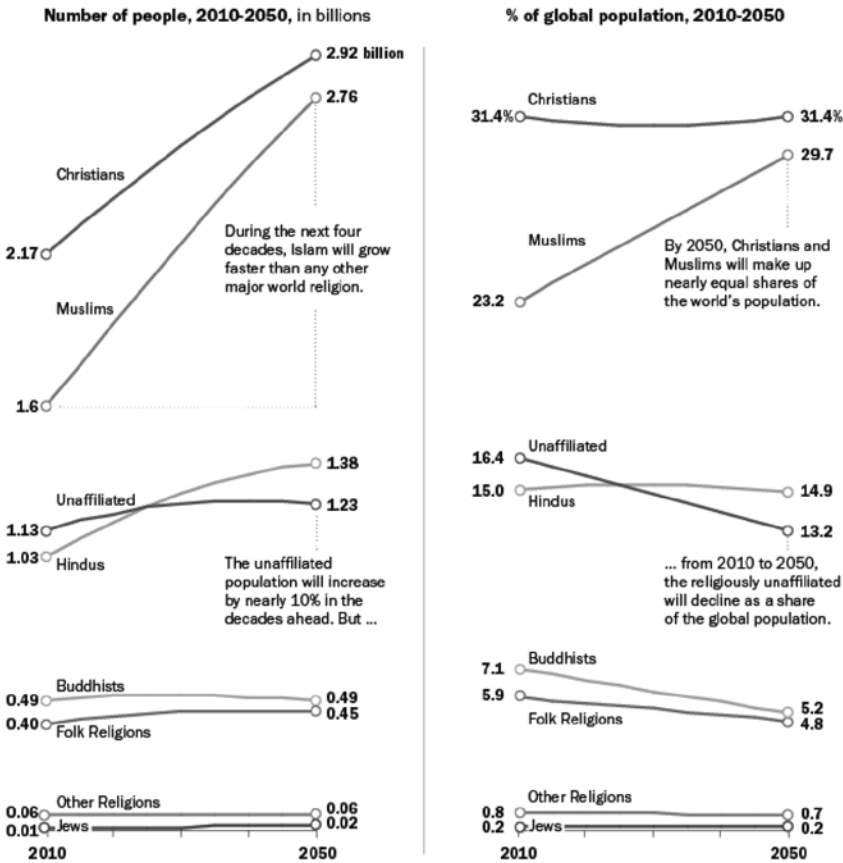 Number of people, 2010-2050, in billions
2.92 billion
2.76
Christians
2.17
During the next four
decades, Islam will grow
faster than any other
major world religion.
Muslims
1.6
1.38
Unaffiliated
1.23
1.13
1.03
Hindus
The unaffiliated
population will increase
by nearly 10% in the
decades ahead. But ...
Buddhists
0.49
0.49
0.45
0.40
Folk Religions
Other Religions
0.06
0.06
0.01
Jews
0.02
2010
2050
% of global population, 2010-2050
Christians
31.4%
31.4%
29.7
Muslims
By 2050, Christians and
Muslims will make up
nearly equal shares of
the world's population.
23.2
Unaffiliated
16.4
15.0
Hindus
14.9
13.2
... from 2010 to 2050,
the religiously unaffiliated
will decline as a share
of the global population.
Buddhists
7.1
5.9
5.2
Folk Religions
4.8
Other Religions
0.8
0.7
0.2
Jews
0.2
2010
2050